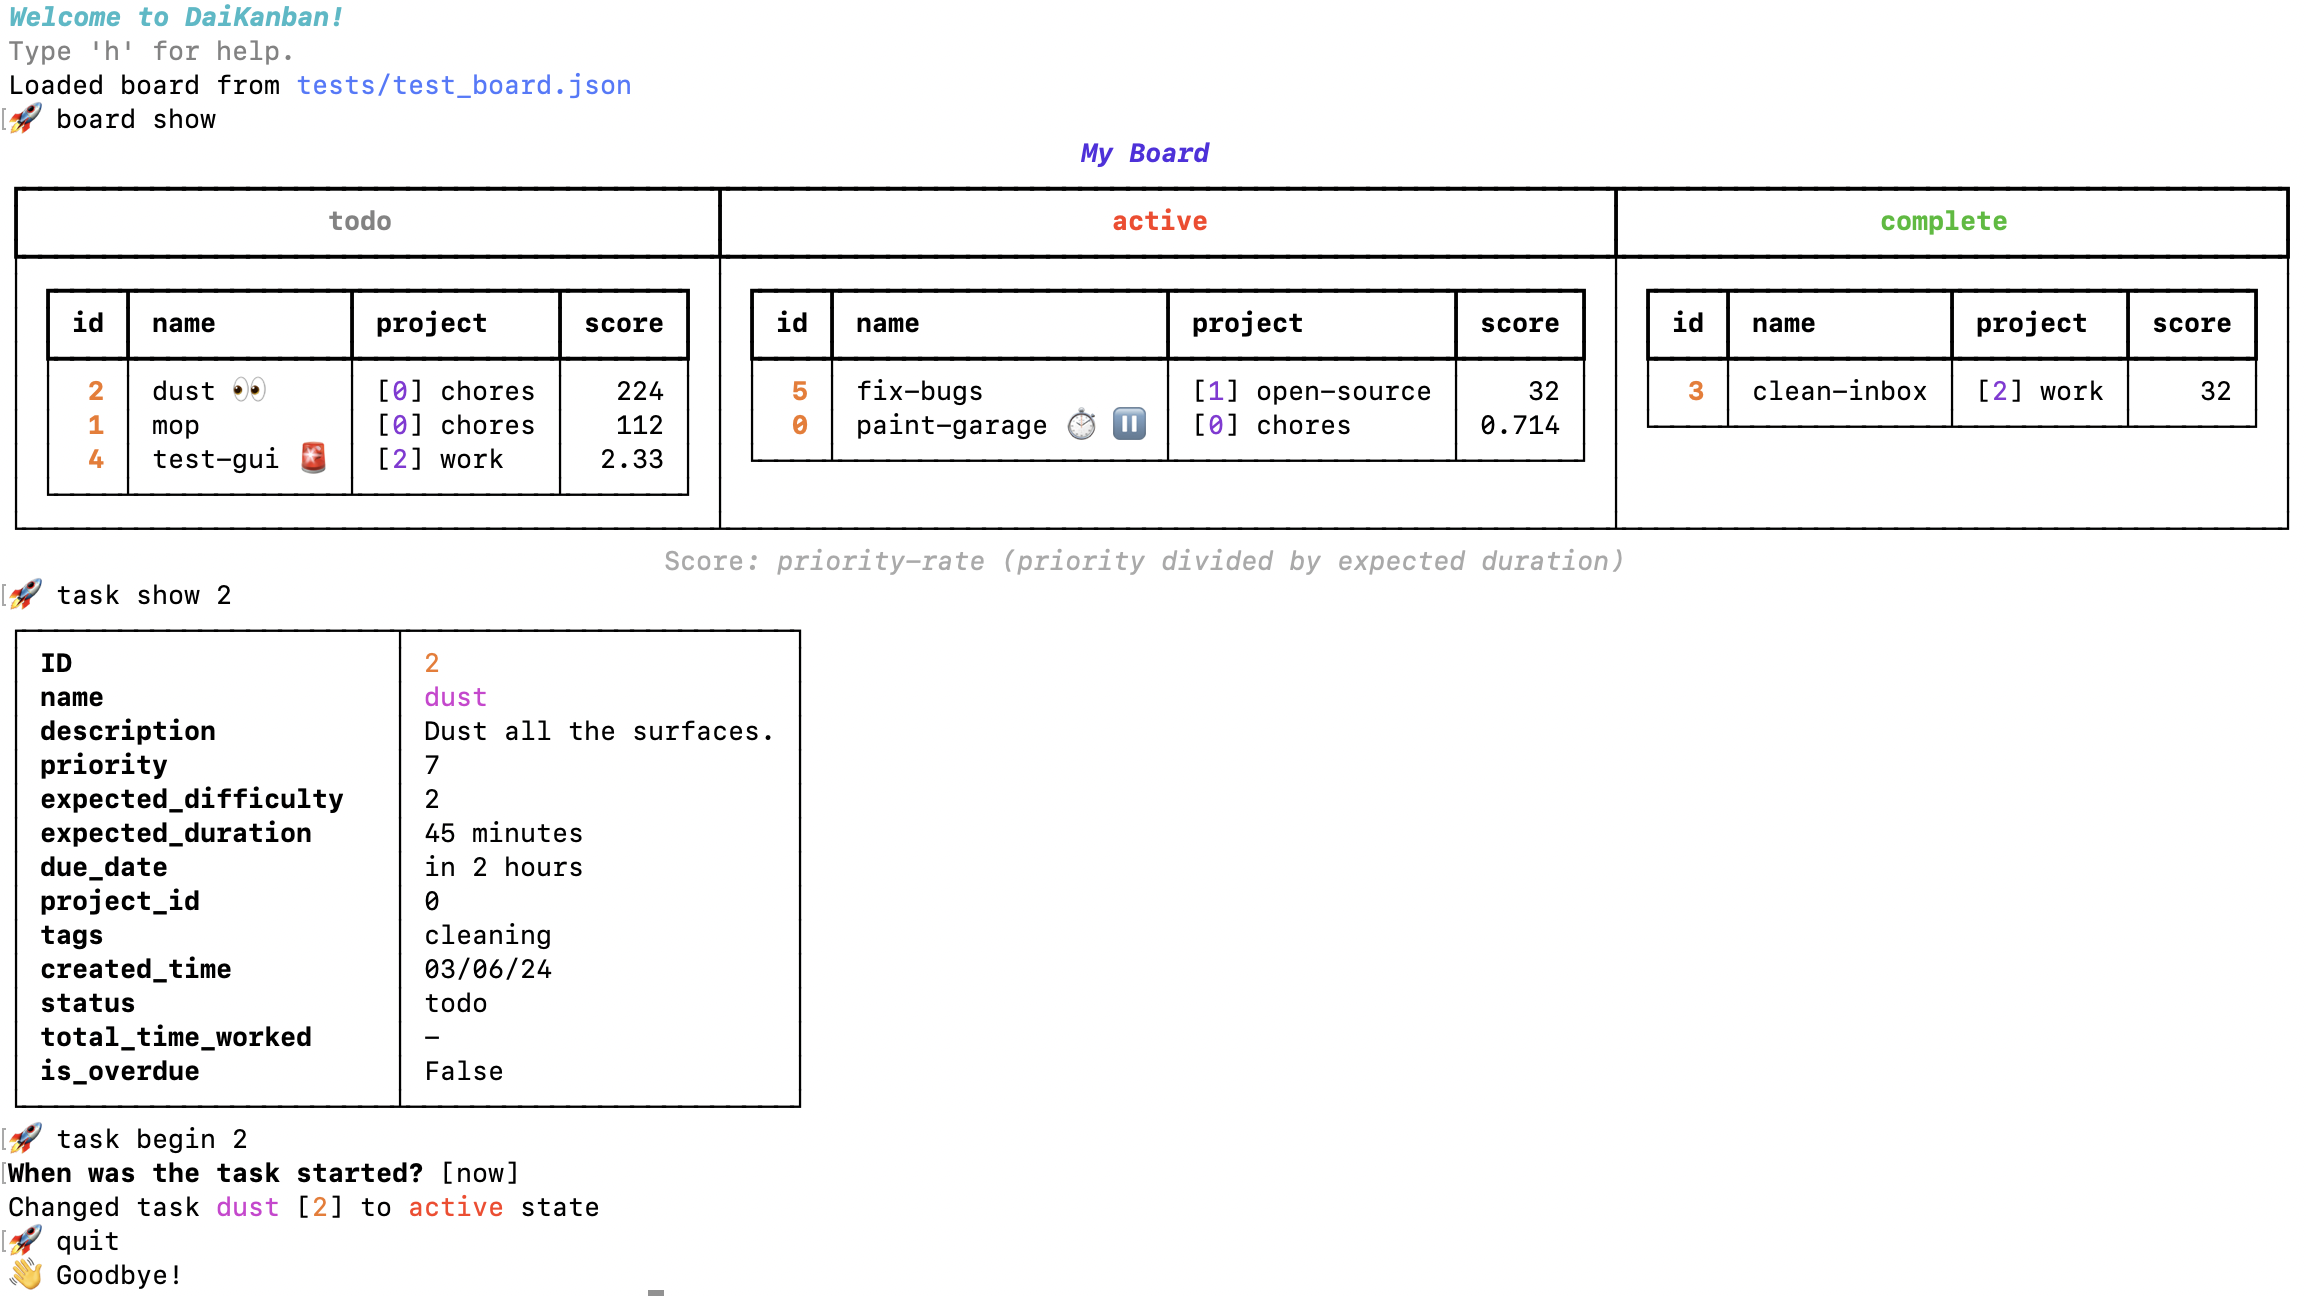 Welcome to DaiKanban!
Type 'h' for help.
Loaded board from tests/test_board.json
🚀 board show
My Board
todo active complete
id name project score id name project score id name project score
2 dust 👀 [0] chores 224 5 fix-bugs [1] open-source 32 3 clean-inbox [2] work 32
1 mop [0] chores 112 0 paint-garage ⏱️ ⏸️ [0] chores 0.714
4 test-gui 🚨 [2] work 2.33
Score: priority-rate (priority divided by expected duration)
🚀 task show 2
ID 2
name dust
description Dust all the surfaces.
priority 7
expected_difficulty 2
expected_duration 45 minutes
due_date in 2 hours
project_id 0
tags cleaning
created_time 03/06/24
status todo
total_time_worked -
is_overdue False
🚀 task begin 2
When was the task started? [now]
Changed task dust [2] to active state
🚀 quit
👋 Goodbye!